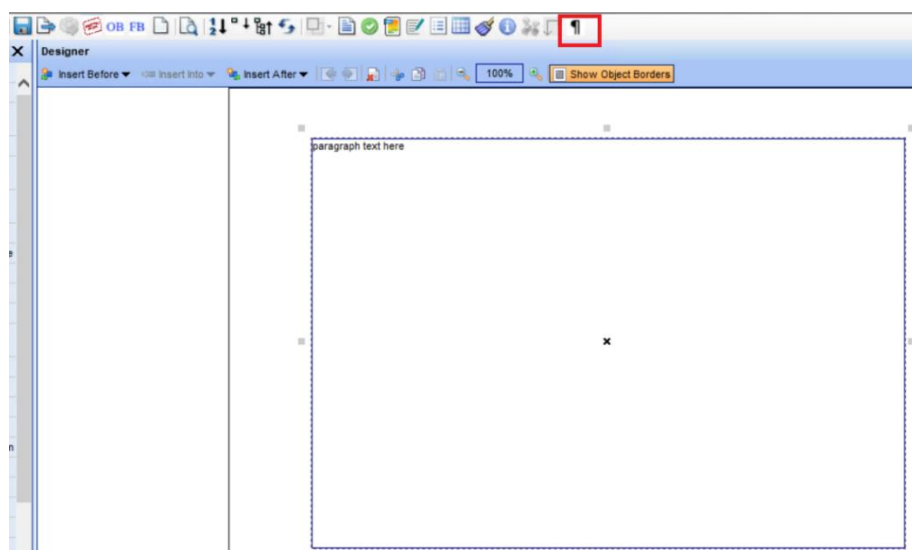 OB FB ¶
X Designer
Insert Before Insert Into Insert After 100% Show Object Borders
paragraph text here
e
n